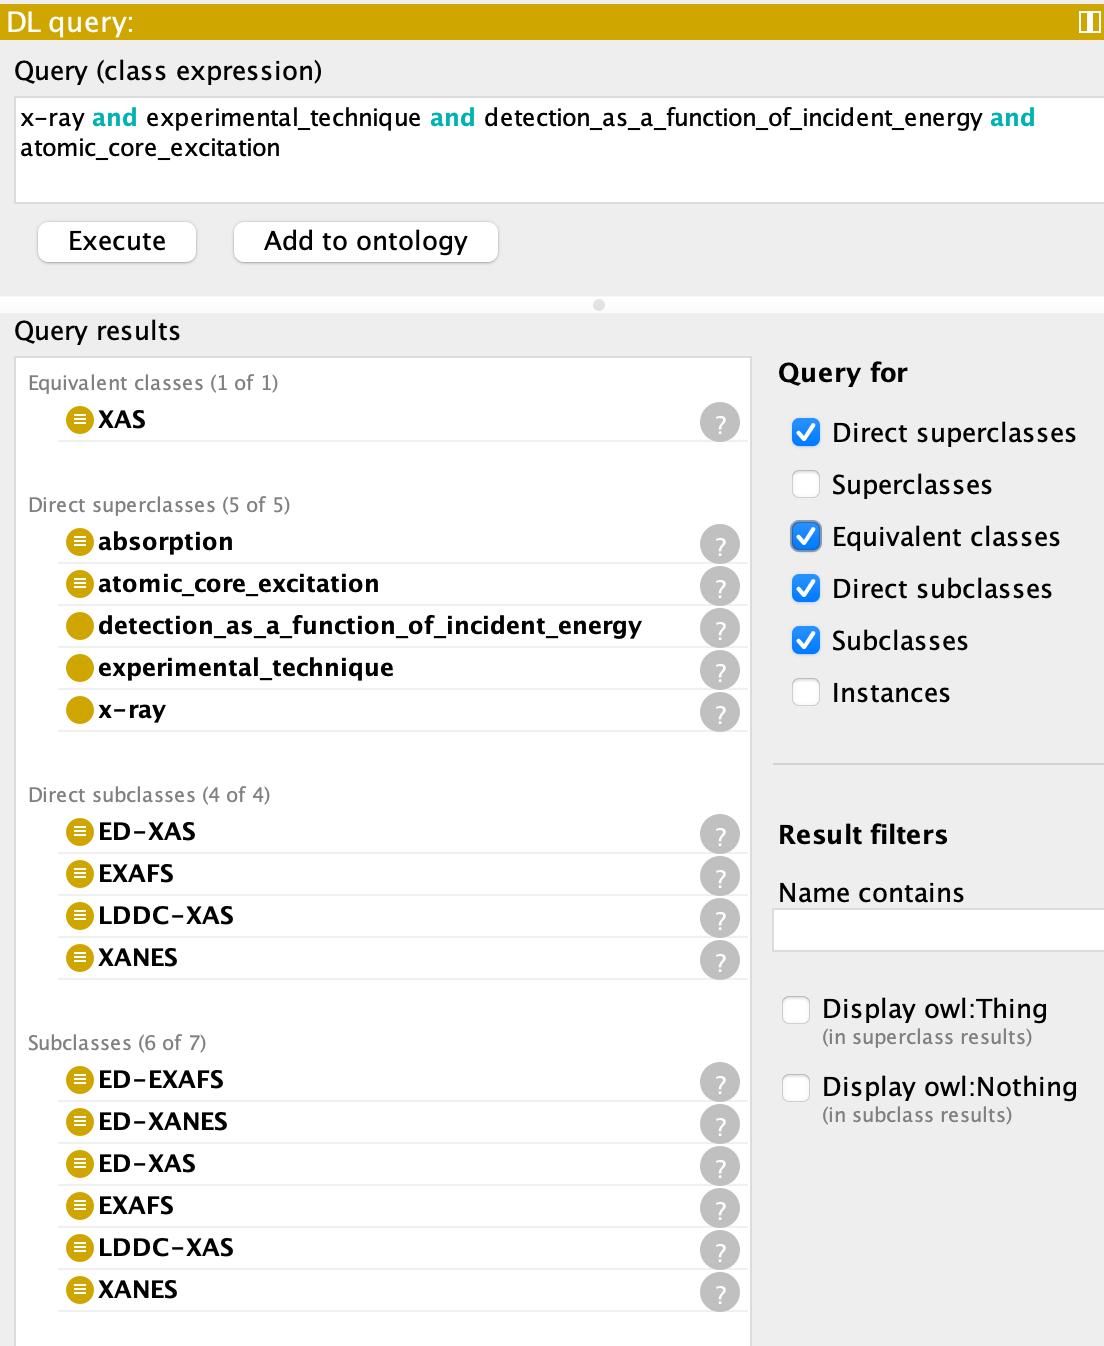 DL query:
Query (class expression)
x-ray and experimental_technique and detection_as_a_function_of_incident_energy and
atomic_core_excitation
Execute
Add to ontology
Query results
Equivalent classes (1 of 1)
XAS
?
Direct superclasses (5 of 5)
absorption
?
atomic_core_excitation
?
detection_as_a_function_of_incident_energy
?
experimental_technique
?
x-ray
?
Direct subclasses (4 of 4)
ED-XAS
?
EXAFS
?
LDDC-XAS
?
XANES
?
Subclasses (6 of 7)
ED-EXAFS
?
ED-XANES
?
ED-XAS
?
EXAFS
?
LDDC-XAS
?
XANES
?
Query for
Direct superclasses
Superclasses
Equivalent classes
Direct subclasses
Subclasses
Instances
Result filters
Name contains
Display owl:Thing
(in superclass results)
Display owl:Nothing
(in subclass results)